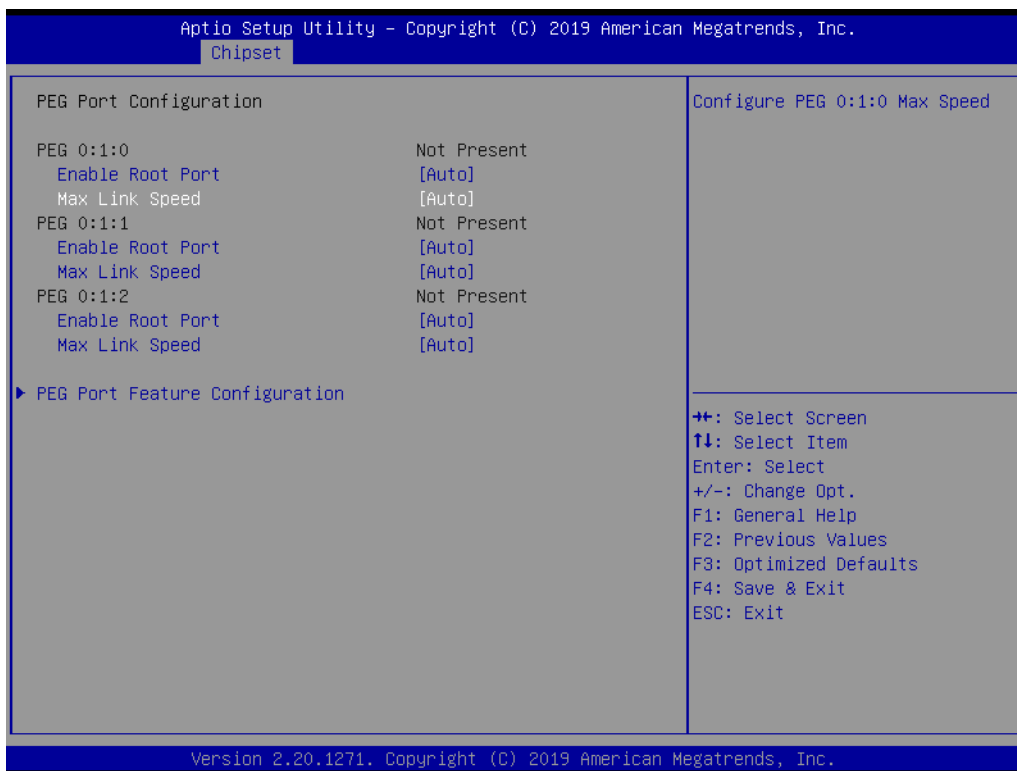 Aptio Setup Utility – Copyright (C) 2019 American Megatrends, Inc.
Chipset
PEG Port Configuration
PEG 0:1:0 Not Present
Enable Root Port [Auto]
Max Link Speed [Auto]
PEG 0:1:1 Not Present
Enable Root Port [Auto]
Max Link Speed [Auto]
PEG 0:1:2 Not Present
Enable Root Port [Auto]
Max Link Speed [Auto]
PEG Port Feature Configuration
Configure PEG 0:1:0 Max Speed
→←: Select Screen
↑↓: Select Item
Enter: Select
+/-: Change Opt.
F1: General Help
F2: Previous Values
F3: Optimized Defaults
F4: Save & Exit
ESC: Exit
Version 2.20.1271. Copyright (C) 2019 American Megatrends, Inc.